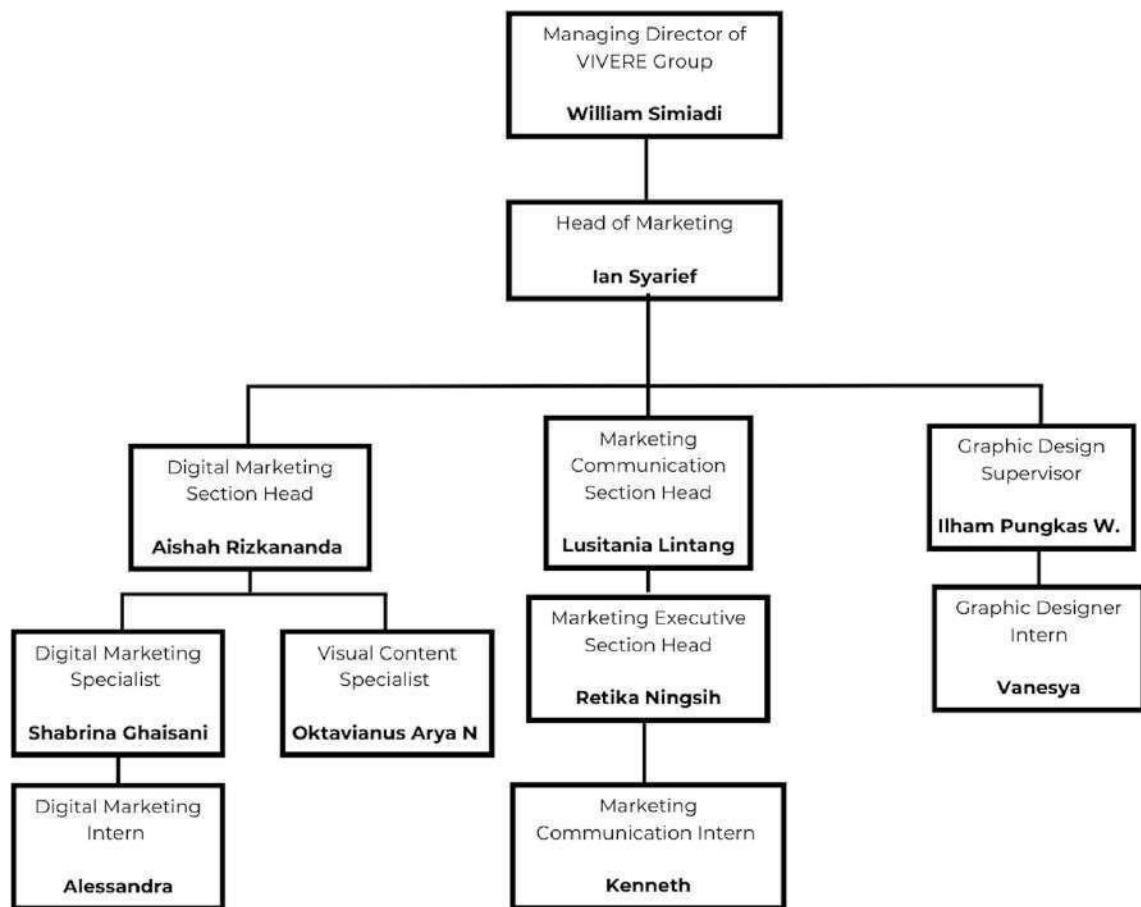 Managing Director of
VIVERE Group
William Simiadi
Head of Marketing
Ian Syarief
Digital Marketing
Section Head
Aishah Rizkananda
Marketing
Communication
Section Head
Lusitania Lintang
Graphic Design
Supervisor
Ilham Pungkas W.
Digital Marketing
Specialist
Shabrina Ghaisani
Visual Content
Specialist
Oktavianus Arya N
Marketing Executive
Section Head
Retika Ningsih
Graphic Designer
Intern
Vanesya
Digital Marketing
Intern
Alessandra
Marketing
Communication Intern
Kenneth